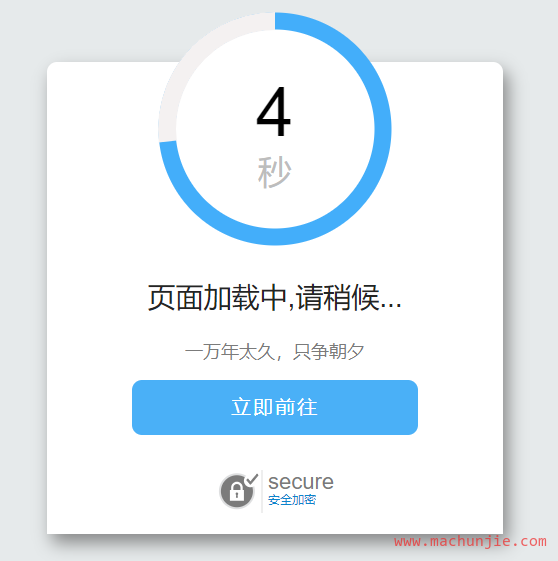 4
秒
页面加载中,请稍候...
一万年太久，只争朝夕
立即前往
secure
安全加密
www.machunjie.com